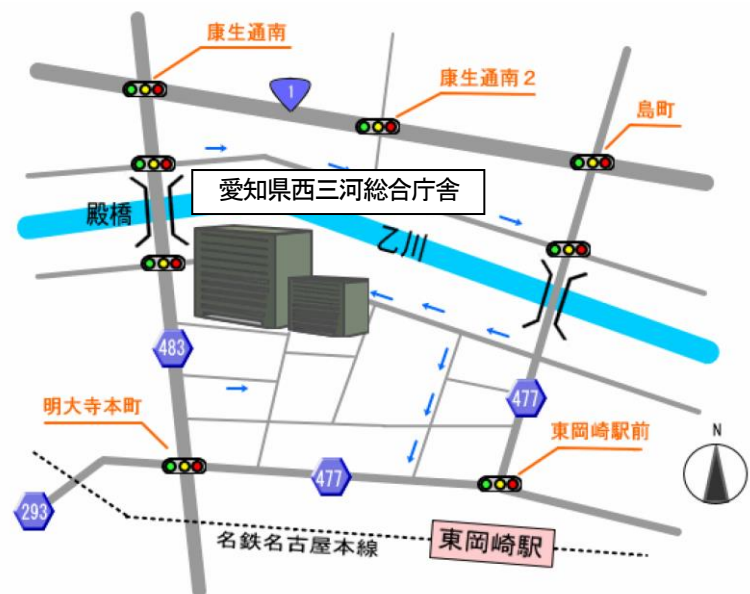 康生通南
1
康生通南2
島町
愛知県西三河総合庁舎
殿橋
乙川
483
477
明大寺本町
東岡崎駅前
N
477
293
名鉄名古屋本線
東岡崎駅